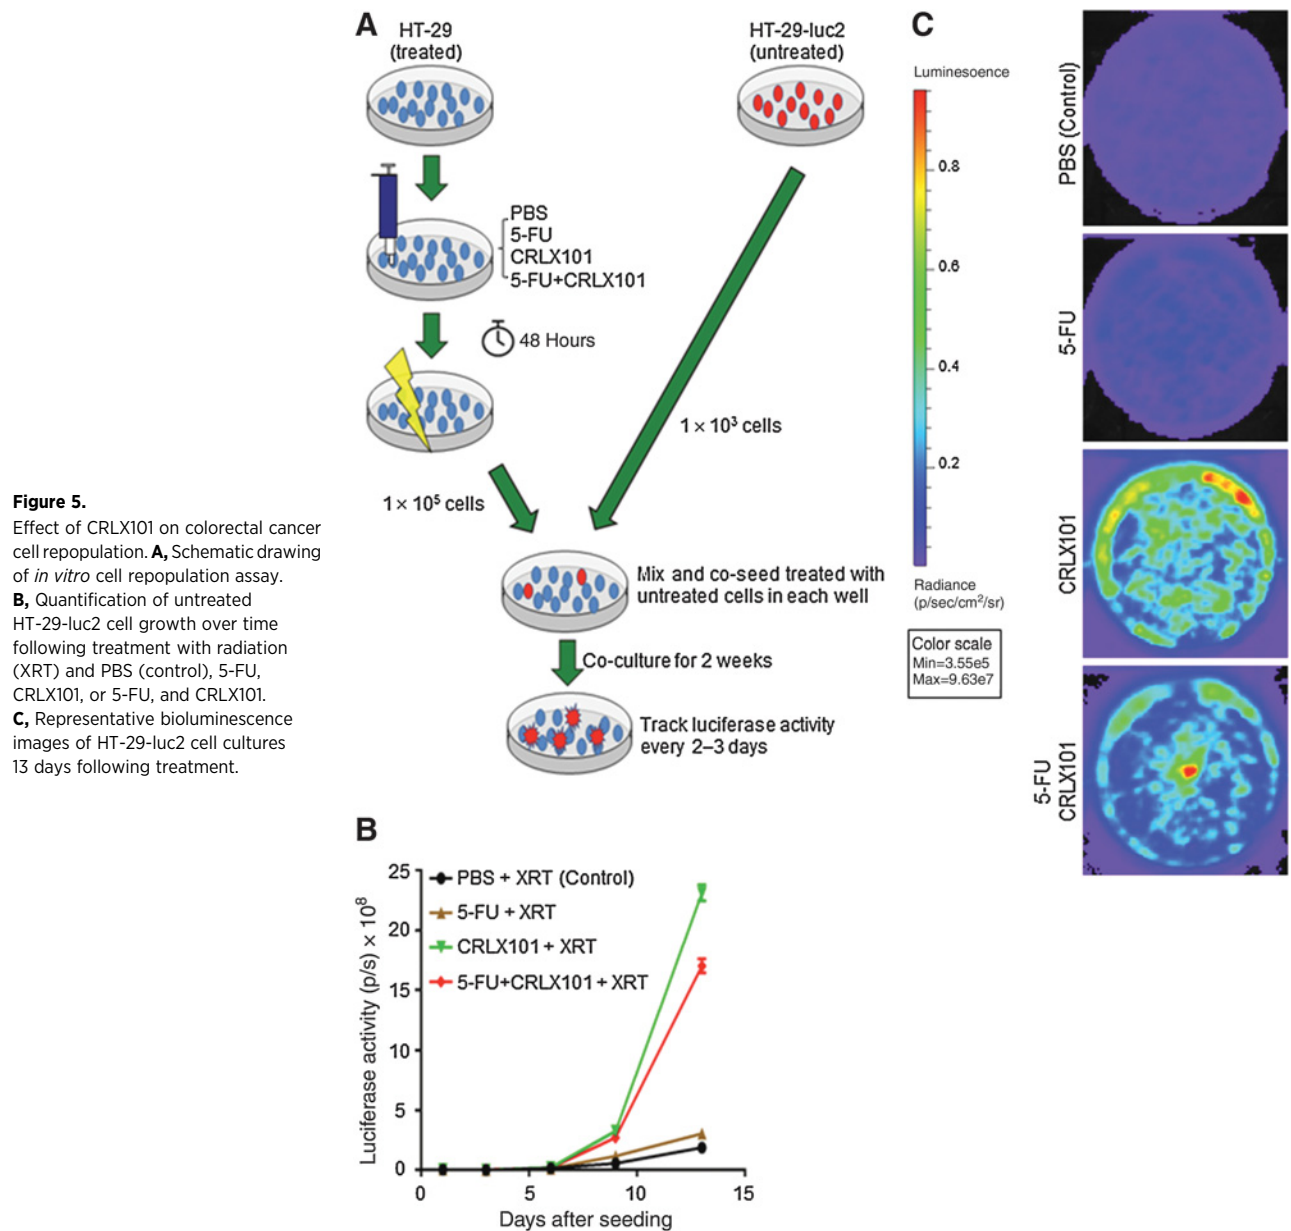 Figure 5.
Effect of CRLX101 on colorectal cancer
cell repopulation. A, Schematic drawing
of in vitro cell repopulation assay.
B, Quantification of untreated
HT-29-luc2 cell growth over time
following treatment with radiation
(XRT) and PBS (control), 5-FU,
CRLX101, or 5-FU, and CRLX101.
C, Representative bioluminescence
images of HT-29-luc2 cell cultures
13 days following treatment.
A
HT-29
(treated)
HT-29-luc2
(untreated)
PBS
5-FU
CRLX101
5-FU+CRLX101
48 Hours
1 × 10³ cells
1 × 10⁵ cells
Mix and co-seed treated with
untreated cells in each well
Co-culture for 2 weeks
Track luciferase activity
every 2–3 days
B
Luciferase activity (p/s) × 10⁸
25
20
15
10
5
0
PBS + XRT (Control)
5-FU + XRT
CRLX101 + XRT
5-FU+CRLX101 + XRT
0
5
10
15
Days after seeding
C
Luminesoence
0.8
0.6
0.4
0.2
Radiance
(p/sec/cm²/sr)
Color scale
Min=3.55e5
Max=9.63e7
PBS (Control)
5-FU
CRLX101
5-FU
CRLX101